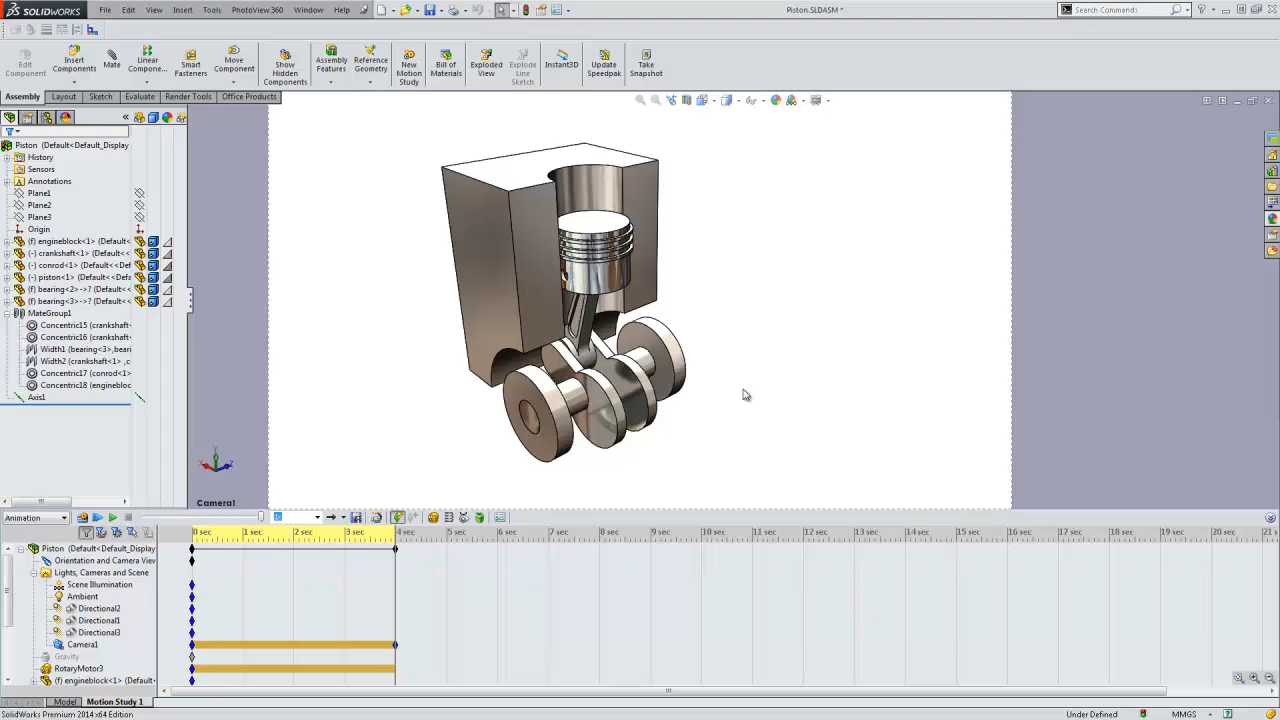 SOLIDWORKS File Edit View Insert Tools PhotoView 360 Window Help Piston.SLDASM * Search Commands
Edit Component
Insert Components
Mate
Linear Compone...
Smart Fasteners
Move Component
Show Hidden Components
Assembly Features
Reference Geometry
New Motion Study
Bill of Materials
Exploded View
Explode Line Sketch
Instant3D
Update Speedpak
Take Snapshot
Assembly Layout Sketch Evaluate Render Tools Office Products
Piston (Default<Default_Display
History
Sensors
Annotations
Plane1
Plane2
Plane3
Origin
(f) engineblock<1> (Default<
(-) crankshaft<1> (Default<<
(-) conrod<1> (Default<<Def
(-) piston<1> (Default<<Def
(f) bearing<2>->? (Default<
(f) bearing<3>->? (Default<
MateGroup1
Concentric15 (crankshaft
Concentric16 (crankshaft
Width1 (bearing<3>,beari
Width2 (crankshaft<1> ,c
Concentric17 (conrod<1>
Concentric18 (engineblo
Axis1
Camera1
Animation
0 sec 1 sec 2 sec 3 sec 4 sec 5 sec 6 sec 7 sec 8 sec 9 sec 10 sec 11 sec 12 sec 13 sec 14 sec 15 sec 16 sec 17 sec 18 sec 19 sec 20 sec 21 s
Piston (Default<Default_Display
Orientation and Camera View
Lights, Cameras and Scene
Scene Illumination
Ambient
Directional2
Directional1
Directional3
Camera1
Gravity
RotaryMotor3
(f) engineblock<1> (Default<
Model Motion Study 1
SolidWorks Premium 2014 x64 Edition Under Defined MMGS